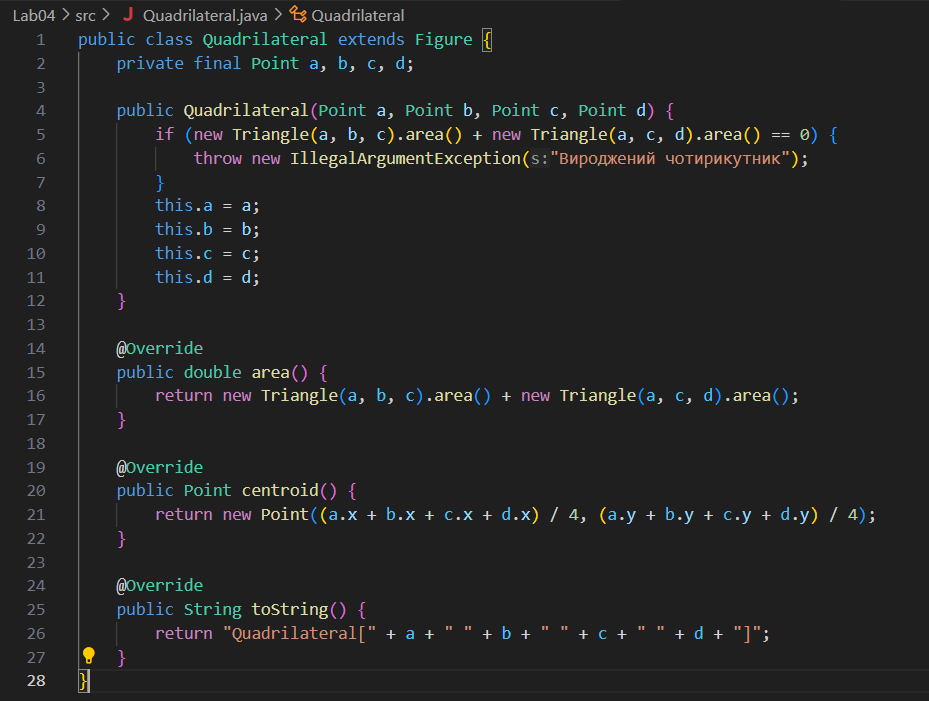 Lab04 > src > J Quadrilateral.java > Quadrilateral
1 public class Quadrilateral extends Figure {
2     private final Point a, b, c, d;
3
4     public Quadrilateral(Point a, Point b, Point c, Point d) {
5         if (new Triangle(a, b, c).area() + new Triangle(a, c, d).area() == 0) {
6             throw new IllegalArgumentException(s:"Вироджений чотирикутник");
7         }
8         this.a = a;
9         this.b = b;
10         this.c = c;
11         this.d = d;
12     }
13
14     @Override
15     public double area() {
16         return new Triangle(a, b, c).area() + new Triangle(a, c, d).area();
17     }
18
19     @Override
20     public Point centroid() {
21         return new Point((a.x + b.x + c.x + d.x) / 4, (a.y + b.y + c.y + d.y) / 4);
22     }
23
24     @Override
25     public String toString() {
26         return "Quadrilateral[" + a + " " + b + " " + c + " " + d + "]";
27     }
28 }